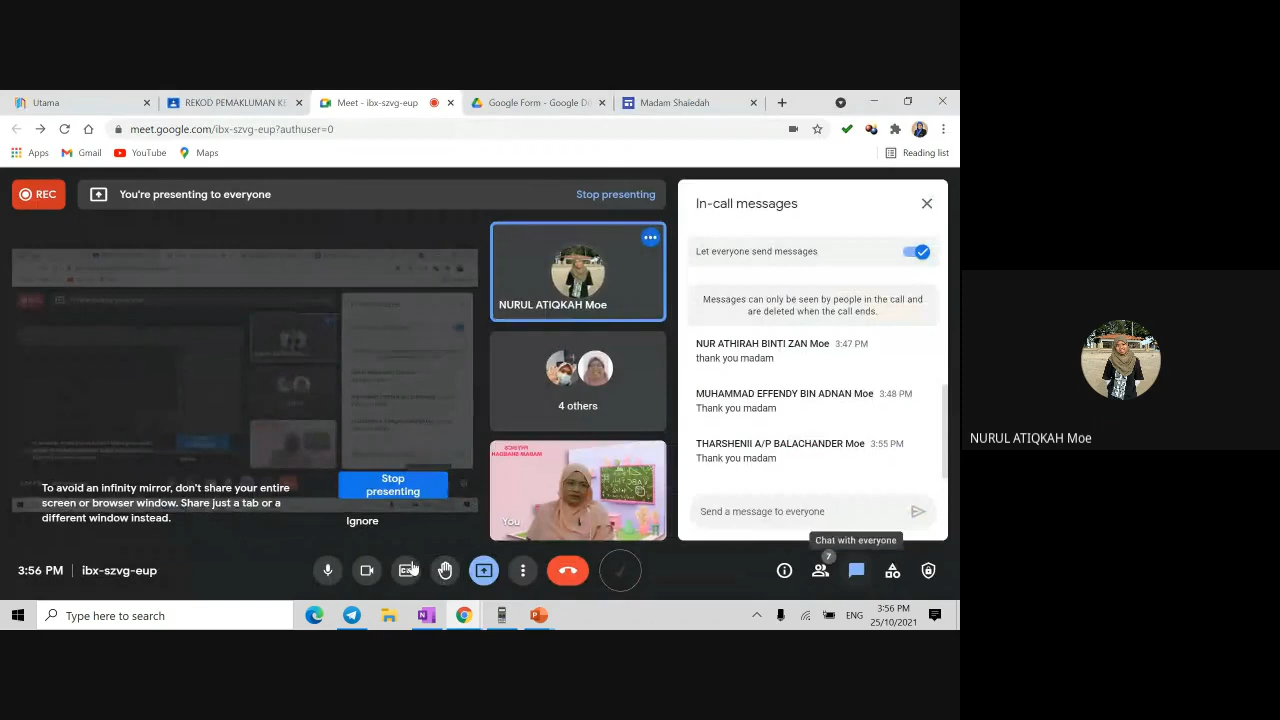 Utama
REKOD PEMAKLUMAN KE
Meet - ibx-szvg-eup
Google Form - Google D
Madam Shaiedah
meet.google.com/ibx-szvg-eup?authuser=0
Apps
Gmail
YouTube
Maps
Reading list
REC
You're presenting to everyone
Stop presenting
In-call messages
Let everyone send messages
Messages can only be seen by people in the call and
are deleted when the call ends.
NUR ATHIRAH BINTI ZAN Moe 3:47 PM
thank you madam
MUHAMMAD EFFENDY BIN ADNAN Moe 3:48 PM
Thank you madam
THARSHENII A/P BALACHANDER Moe 3:55 PM
Thank you madam
Send a message to everyone
Chat with everyone
NURUL ATIQKAH Moe
4 others
You
To avoid an infinity mirror, don't share your entire
screen or browser window. Share just a tab or a
different window instead.
Stop
presenting
Ignore
3:56 PM | ibx-szvg-eup
7
Type here to search
ENG
3:56 PM
25/10/2021
NURUL ATIQKAH Moe